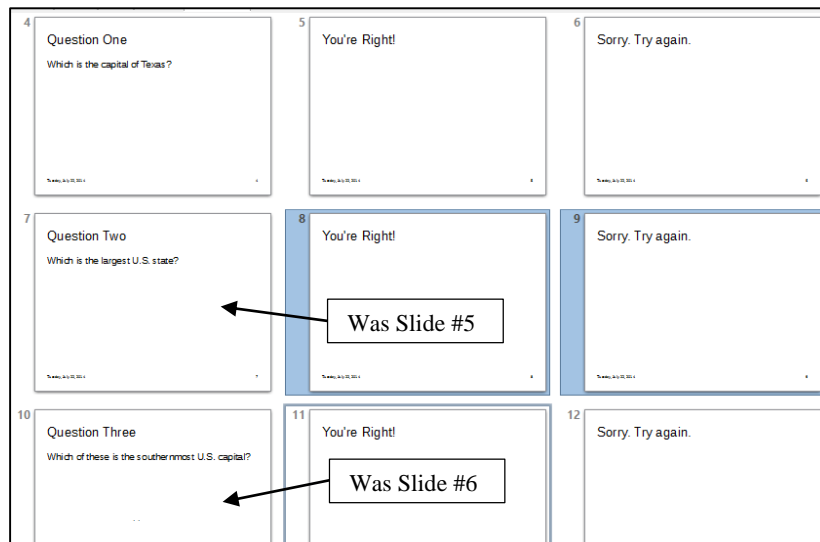 4
5
6
Question One
You're Right!
Sorry. Try again.
Which is the capital of Texas?
4
7
8
9
Question Two
You're Right!
Sorry. Try again.
Which is the largest U.S. state?
Was Slide #5
7
10
11
12
Question Three
You're Right!
Sorry. Try again.
Which of these is the southernmost U.S. capital?
Was Slide #6